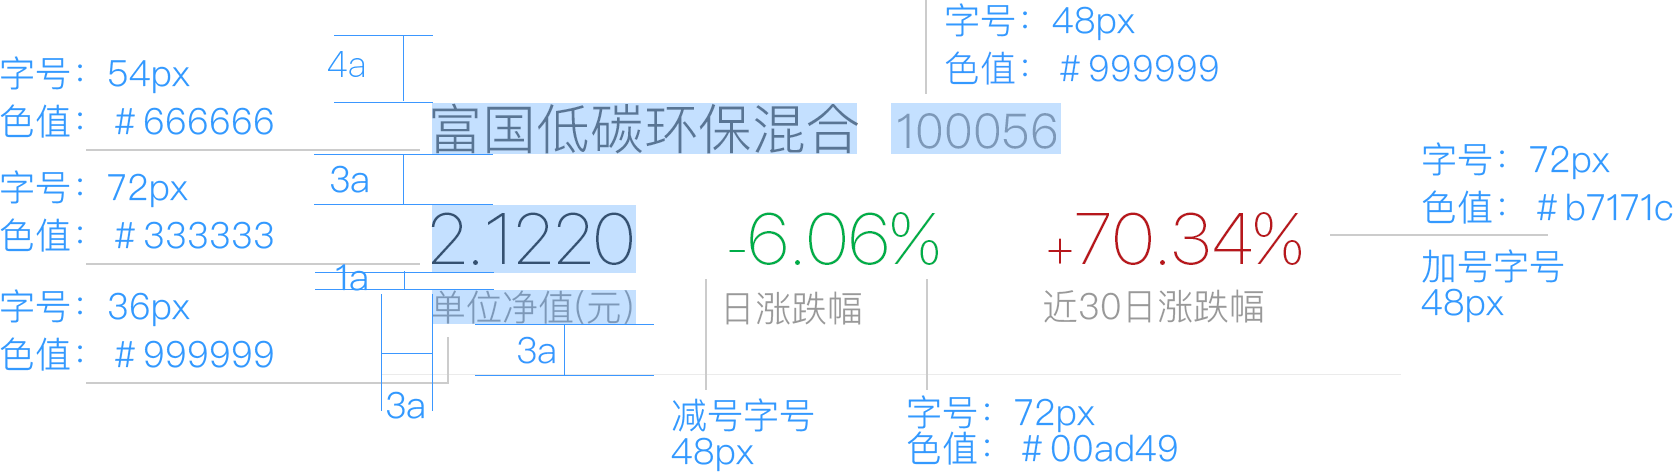 字号： 48px
色值： # 999999
字号： 54px
色值： # 666666
4a
富国低碳环保混合 100056
3a
字号： 72px
色值： # 333333
2.1220
-6.06%
+70.34%
字号： 72px
色值： # b7171c
加号字号
48px
1a
单位净值(元)
日涨跌幅
近30日涨跌幅
字号： 36px
色值： # 999999
3a
3a
减号字号
48px
字号： 72px
色值： # 00ad49